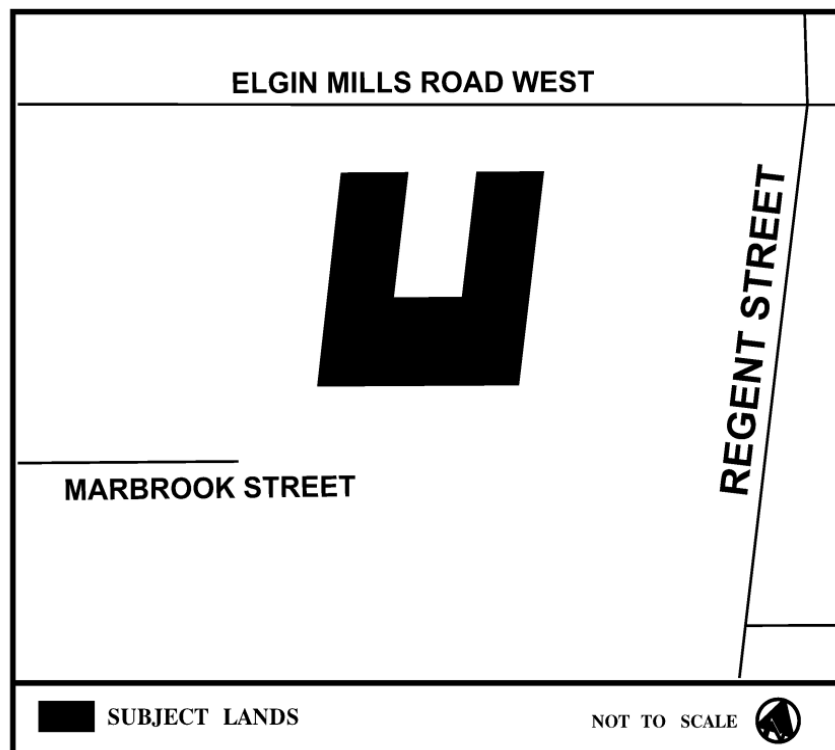 ELGIN MILLS ROAD WEST
REGENT STREET
MARBROOK STREET
SUBJECT LANDS
NOT TO SCALE